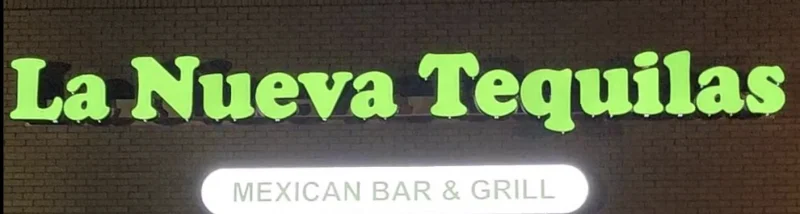 La Nueva Tequilas
MEXICAN BAR & GRILL